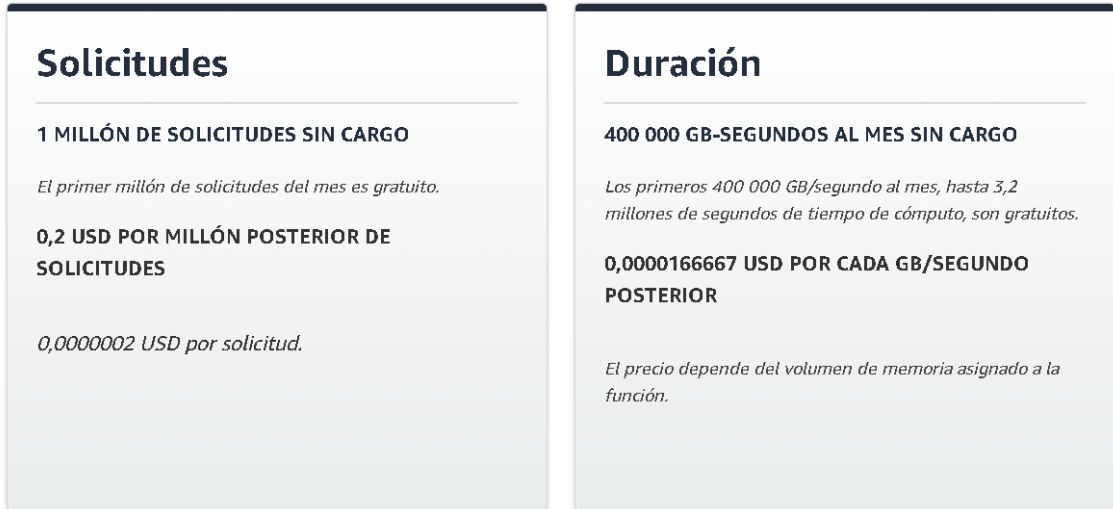 Solicitudes
1 MILLÓN DE SOLICITUDES SIN CARGO
El primer millón de solicitudes del mes es gratuito.
0,2 USD POR MILLÓN POSTERIOR DE
SOLICITUDES
0,0000002 USD por solicitud.
Duración
400 000 GB-SEGUNDOS AL MES SIN CARGO
Los primeros 400 000 GB/segundo al mes, hasta 3,2
millones de segundos de tiempo de cómputo, son gratuitos.
0,0000166667 USD POR CADA GB/SEGUNDO
POSTERIOR
El precio depende del volumen de memoria asignado a la
función.